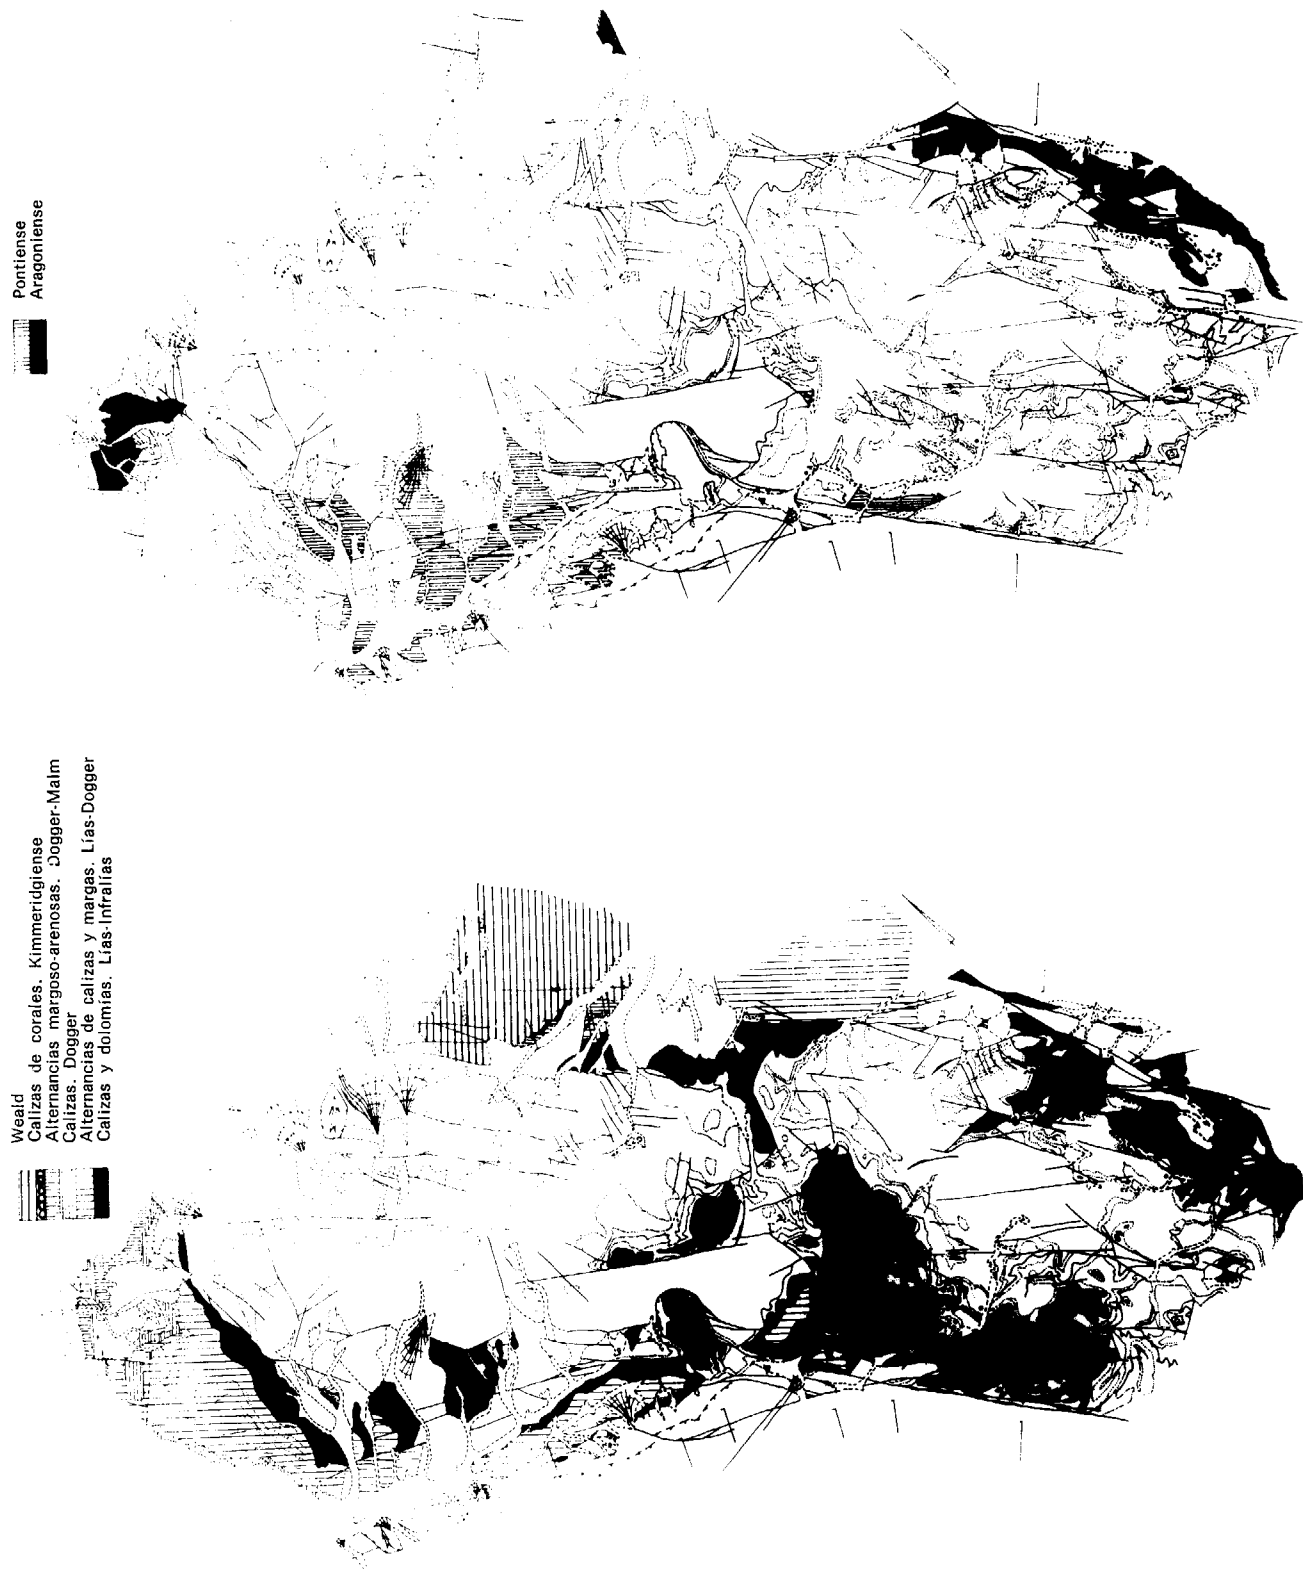 Pontiense
Aragoniense
Weald
Calizas de corales. Kimmeridgiense
Alternancias margoso-arenosas. Dogger-Malm
Calizas. Dogger
Alternancias de calizas y margas. Lías-Dogger
Calizas y dolomías. Lías-Infralías